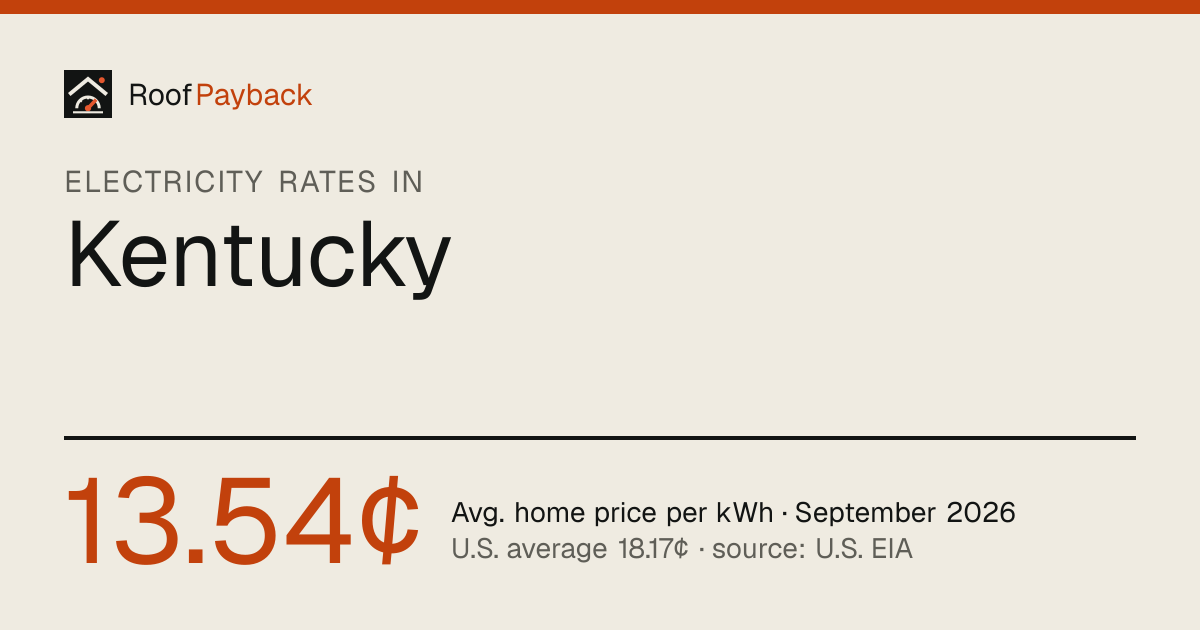 RoofPayback
ELECTRICITY RATES IN
Kentucky
13.54¢
Avg. home price per kWh · September 2026
U.S. average 18.17¢ · source: U.S. EIA